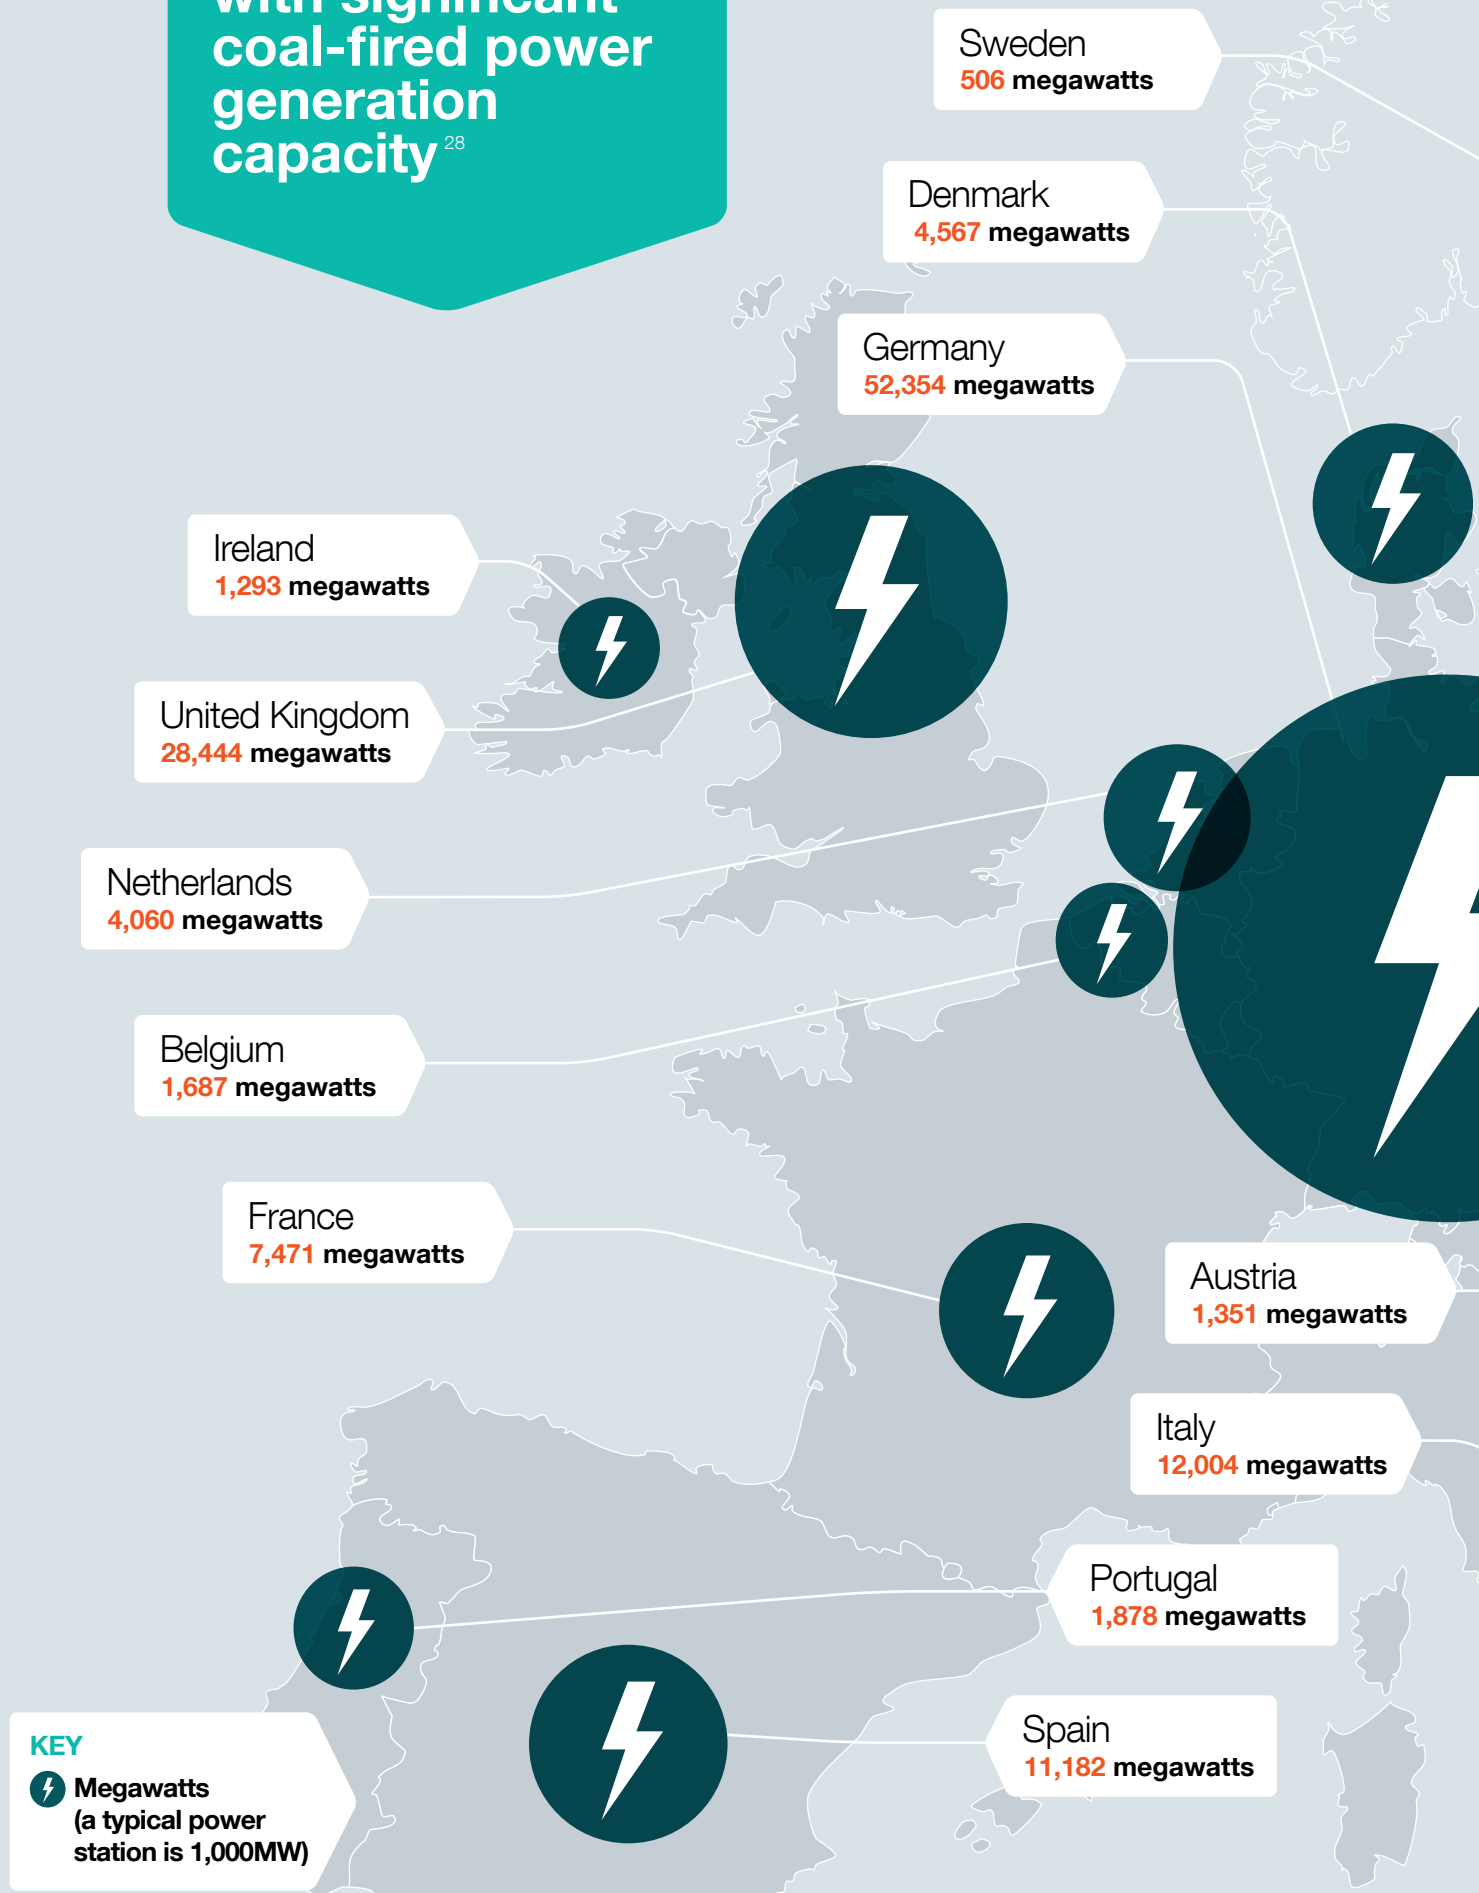 with significant
coal-fired power
generation
capacity 28
Sweden
506 megawatts
Denmark
4,567 megawatts
Germany
52,354 megawatts
Ireland
1,293 megawatts
United Kingdom
28,444 megawatts
Netherlands
4,060 megawatts
Belgium
1,687 megawatts
France
7,471 megawatts
Austria
1,351 megawatts
Italy
12,004 megawatts
Portugal
1,878 megawatts
Spain
11,182 megawatts
KEY
Megawatts
(a typical power
station is 1,000MW)